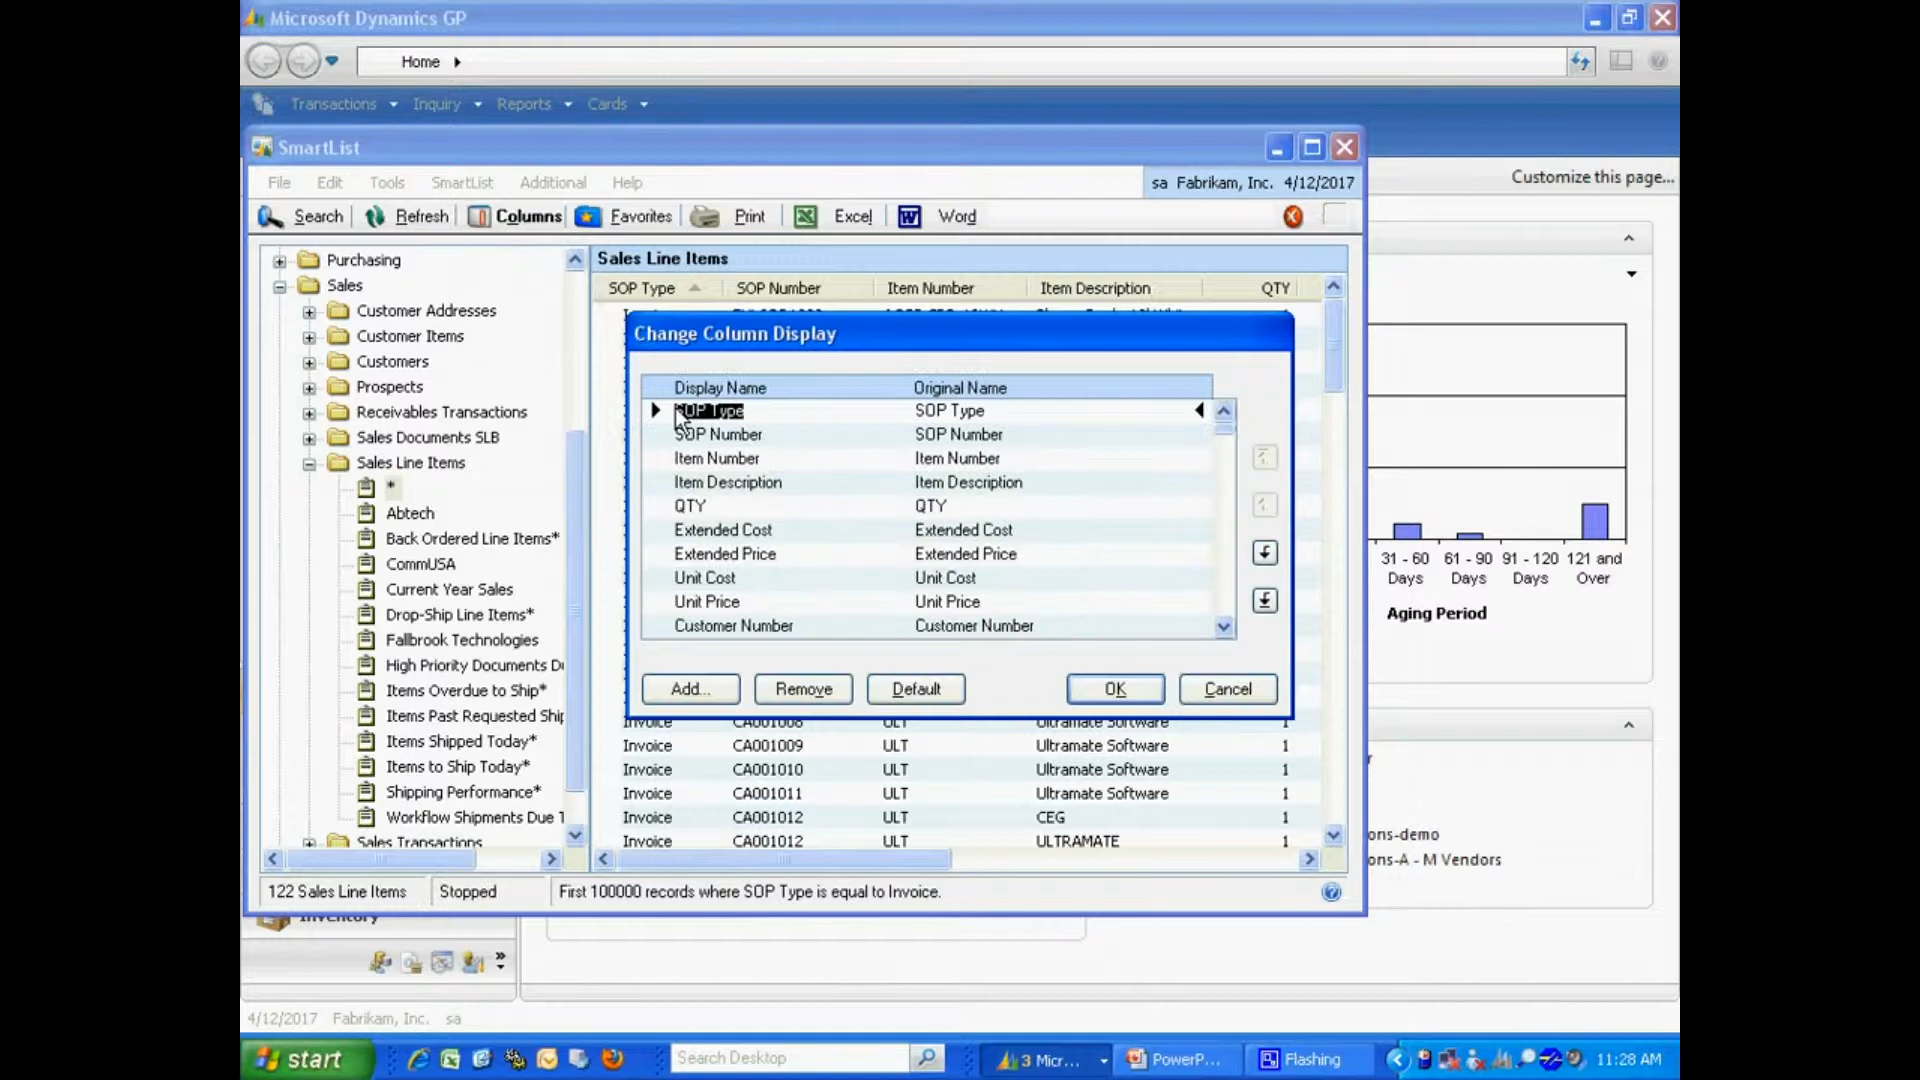 Microsoft Dynamics GP
Home
Transactions Inquiry Reports Cards
SmartList
Customize this page...
File Edit Tools SmartList Additional Help
sa Fabrikam, Inc. 4/12/2017
Search Refresh Columns Favorites Print Excel Word
Purchasing
Sales
Customer Addresses
Customer Items
Customers
Prospects
Receivables Transactions
Sales Documents SLB
Sales Line Items
*
Abtech
Back Ordered Line Items*
CommUSA
Current Year Sales
Drop-Ship Line Items*
Fallbrook Technologies
High Priority Documents D
Items Overdue to Ship*
Items Past Requested Ship
Items Shipped Today*
Items to Ship Today*
Shipping Performance*
Workflow Shipments Due T
Sales Transactions
Sales Line Items
SOP Type SOP Number Item Number Item Description QTY
Change Column Display
Display Name Original Name
SOP Type SOP Type
SOP Number SOP Number
Item Number Item Number
Item Description Item Description
QTY QTY
Extended Cost Extended Cost
Extended Price Extended Price
Unit Cost Unit Cost
Unit Price Unit Price
Customer Number Customer Number
Add... Remove Default OK Cancel
Invoice CA001008 ULT Ultramate Software 1
Invoice CA001009 ULT Ultramate Software 1
Invoice CA001010 ULT Ultramate Software 1
Invoice CA001011 ULT Ultramate Software 1
Invoice CA001012 ULT CEG 1
Invoice CA001012 ULT ULTRAMATE 1
31 - 60 Days 61 - 90 Days 91 - 120 Days 121 and Over
Aging Period
ons-demo
ons-A - M Vendors
122 Sales Line Items Stopped First 100000 records where SOP Type is equal to Invoice.
Inventory
4/12/2017 Fabrikam, Inc. sa
start Search Desktop 3 Micr... PowerP... Flashing 11:28 AM